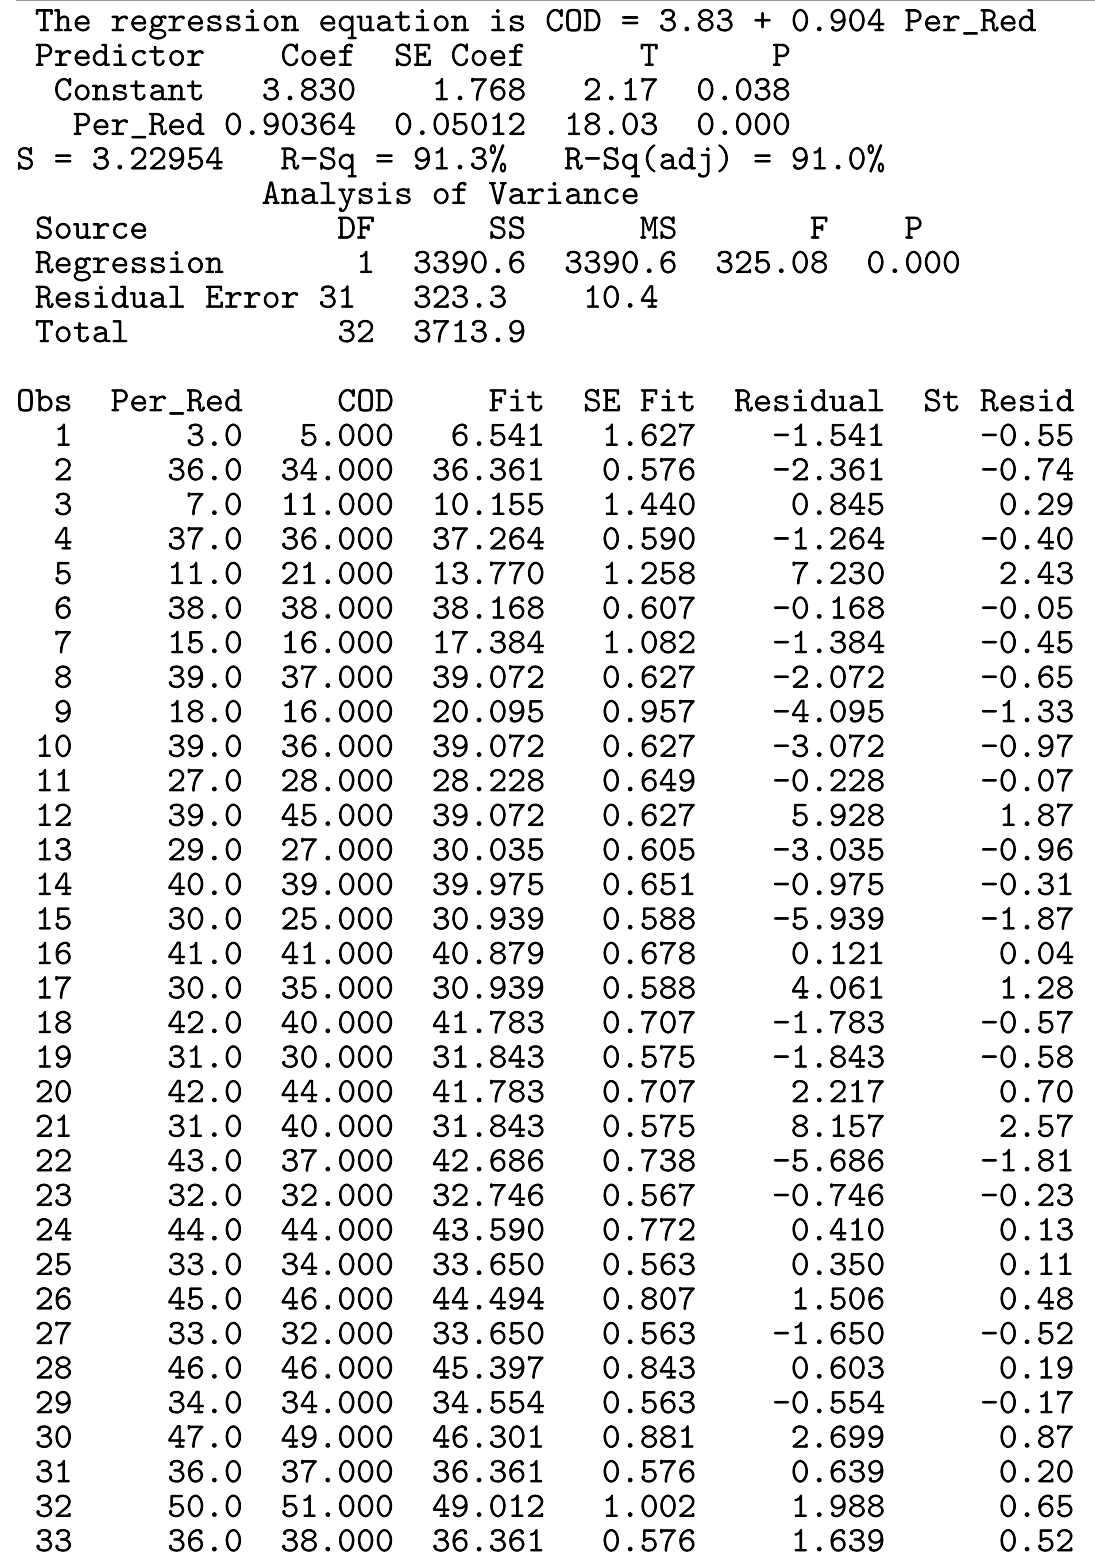 The regression equation is COD = 3.83 + 0.904 Per_Red
Predictor Coef SE Coef T P
Constant 3.830 1.768 2.17 0.038
Per_Red 0.90364 0.05012 18.03 0.000
S = 3.22954 R-Sq = 91.3% R-Sq(adj) = 91.0%
Analysis of Variance
Source DF SS MS F P
Regression 1 3390.6 3390.6 325.08 0.000
Residual Error 31 323.3 10.4
Total 32 3713.9
Obs Per_Red COD Fit SE Fit Residual St Resid
1 3.0 5.000 6.541 1.627 -1.541 -0.55
2 36.0 34.000 36.361 0.576 -2.361 -0.74
3 7.0 11.000 10.155 1.440 0.845 0.29
4 37.0 36.000 37.264 0.590 -1.264 -0.40
5 11.0 21.000 13.770 1.258 7.230 2.43
6 38.0 38.000 38.168 0.607 -0.168 -0.05
7 15.0 16.000 17.384 1.082 -1.384 -0.45
8 39.0 37.000 39.072 0.627 -2.072 -0.65
9 18.0 16.000 20.095 0.957 -4.095 -1.33
10 39.0 36.000 39.072 0.627 -3.072 -0.97
11 27.0 28.000 28.228 0.649 -0.228 -0.07
12 39.0 45.000 39.072 0.627 5.928 1.87
13 29.0 27.000 30.035 0.605 -3.035 -0.96
14 40.0 39.000 39.975 0.651 -0.975 -0.31
15 30.0 25.000 30.939 0.588 -5.939 -1.87
16 41.0 41.000 40.879 0.678 0.121 0.04
17 30.0 35.000 30.939 0.588 4.061 1.28
18 42.0 40.000 41.783 0.707 -1.783 -0.57
19 31.0 30.000 31.843 0.575 -1.843 -0.58
20 42.0 44.000 41.783 0.707 2.217 0.70
21 31.0 40.000 31.843 0.575 8.157 2.57
22 43.0 37.000 42.686 0.738 -5.686 -1.81
23 32.0 32.000 32.746 0.567 -0.746 -0.23
24 44.0 44.000 43.590 0.772 0.410 0.13
25 33.0 34.000 33.650 0.563 0.350 0.11
26 45.0 46.000 44.494 0.807 1.506 0.48
27 33.0 32.000 33.650 0.563 -1.650 -0.52
28 46.0 46.000 45.397 0.843 0.603 0.19
29 34.0 34.000 34.554 0.563 -0.554 -0.17
30 47.0 49.000 46.301 0.881 2.699 0.87
31 36.0 37.000 36.361 0.576 0.639 0.20
32 50.0 51.000 49.012 1.002 1.988 0.65
33 36.0 38.000 36.361 0.576 1.639 0.52